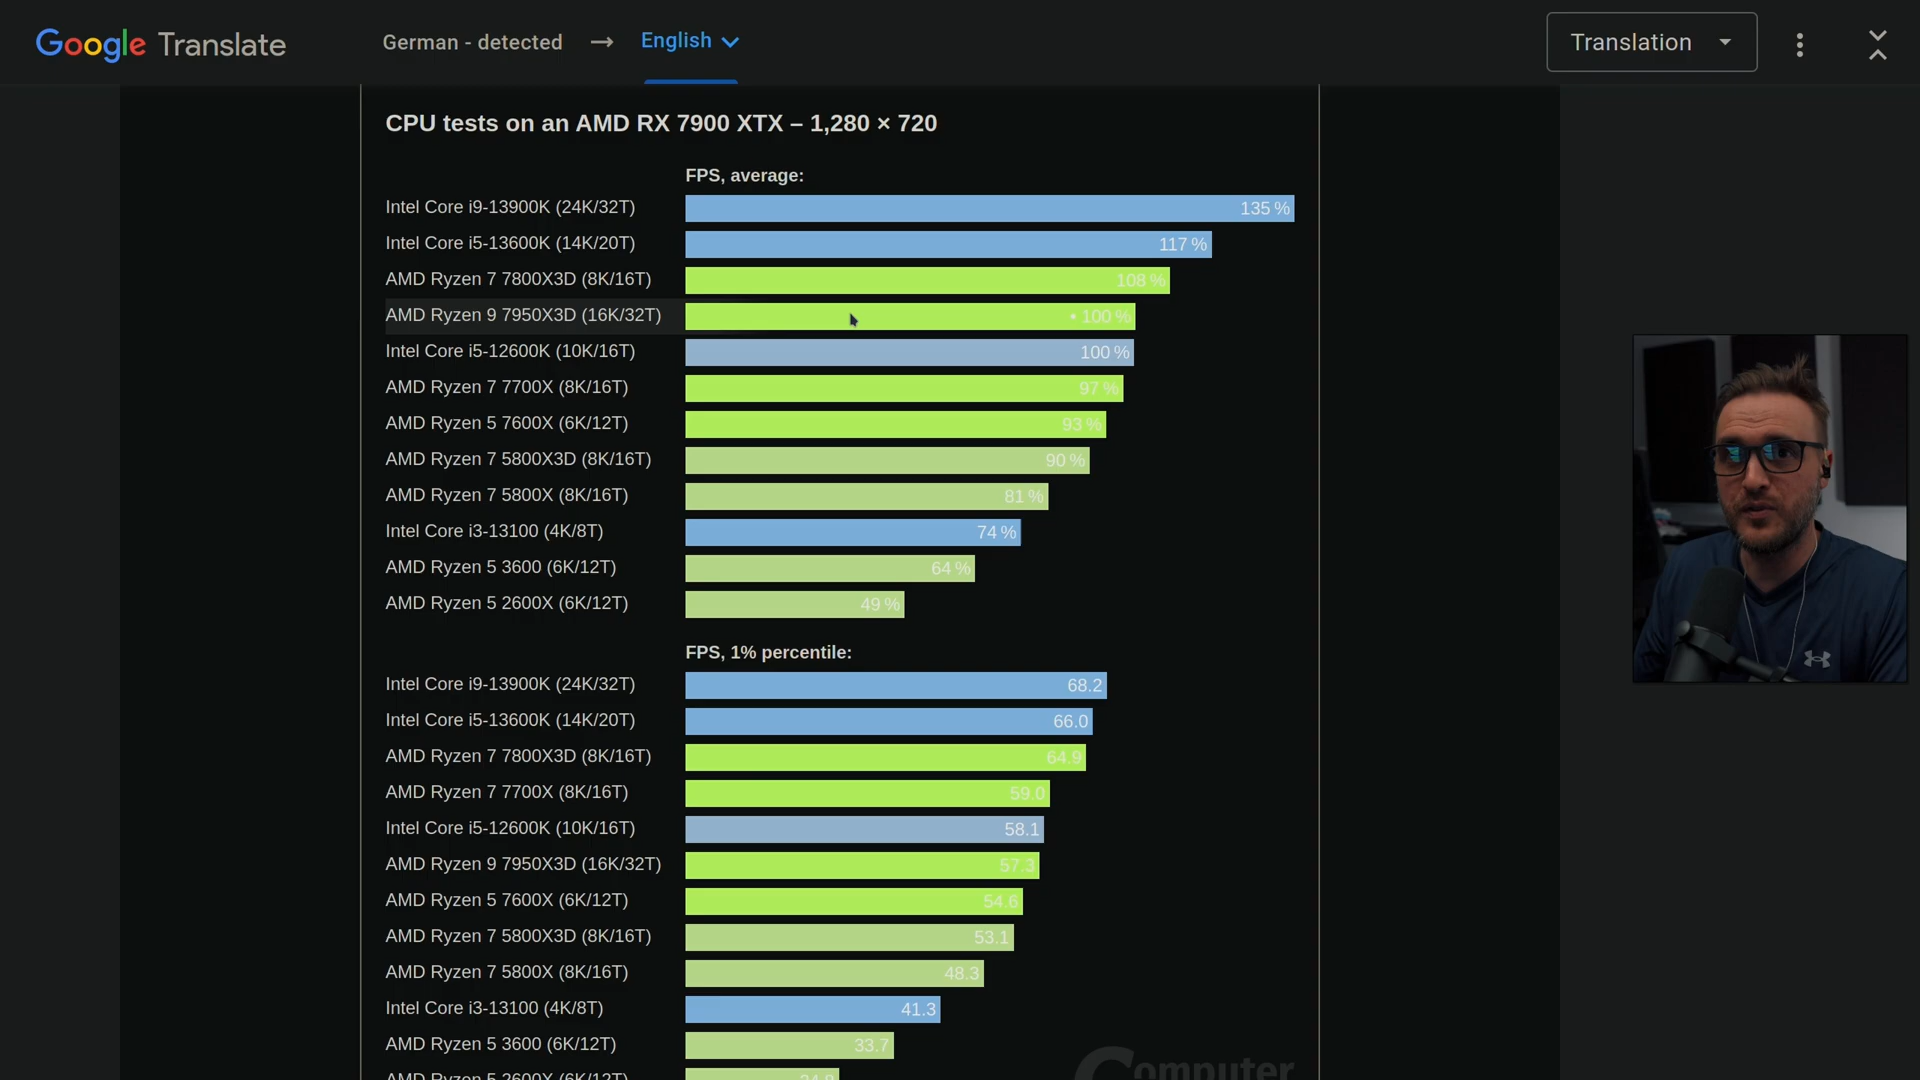 Google Translate
German - detected → English
Translation
CPU tests on an AMD RX 7900 XTX – 1,280 × 720
FPS, average:
Intel Core i9-13900K (24K/32T) 135 %
Intel Core i5-13600K (14K/20T) 117 %
AMD Ryzen 7 7800X3D (8K/16T) 108 %
AMD Ryzen 9 7950X3D (16K/32T) • 100 %
Intel Core i5-12600K (10K/16T) 100 %
AMD Ryzen 7 7700X (8K/16T) 97 %
AMD Ryzen 5 7600X (6K/12T) 93 %
AMD Ryzen 7 5800X3D (8K/16T) 90 %
AMD Ryzen 7 5800X (8K/16T) 81 %
Intel Core i3-13100 (4K/8T) 74 %
AMD Ryzen 5 3600 (6K/12T) 64 %
AMD Ryzen 5 2600X (6K/12T) 49 %
FPS, 1% percentile:
Intel Core i9-13900K (24K/32T) 68.2
Intel Core i5-13600K (14K/20T) 66.0
AMD Ryzen 7 7800X3D (8K/16T) 64.9
AMD Ryzen 7 7700X (8K/16T) 59.0
Intel Core i5-12600K (10K/16T) 58.1
AMD Ryzen 9 7950X3D (16K/32T) 57.3
AMD Ryzen 5 7600X (6K/12T) 54.6
AMD Ryzen 7 5800X3D (8K/16T) 53.1
AMD Ryzen 7 5800X (8K/16T) 48.3
Intel Core i3-13100 (4K/8T) 41.3
AMD Ryzen 5 3600 (6K/12T) 33.7
AMD Ryzen 5 2600X (6K/12T)
Computer